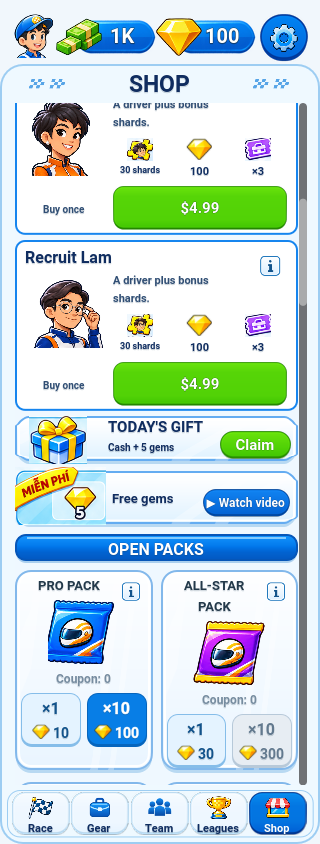 1K
100
SHOP
A driver plus bonus
shards.
30 shards
100
×3
Buy once
$4.99
Recruit Lam
i
A driver plus bonus
shards.
30 shards
100
×3
Buy once
$4.99
TODAY'S GIFT
Cash + 5 gems
Claim
MIỄN PHÍ
5
Free gems
▶ Watch video
OPEN PACKS
PRO PACK
i
Coupon: 0
×1
10
×10
100
ALL-STAR
PACK
i
Coupon: 0
×1
30
×10
300
Race
Gear
Team
Leagues
Shop